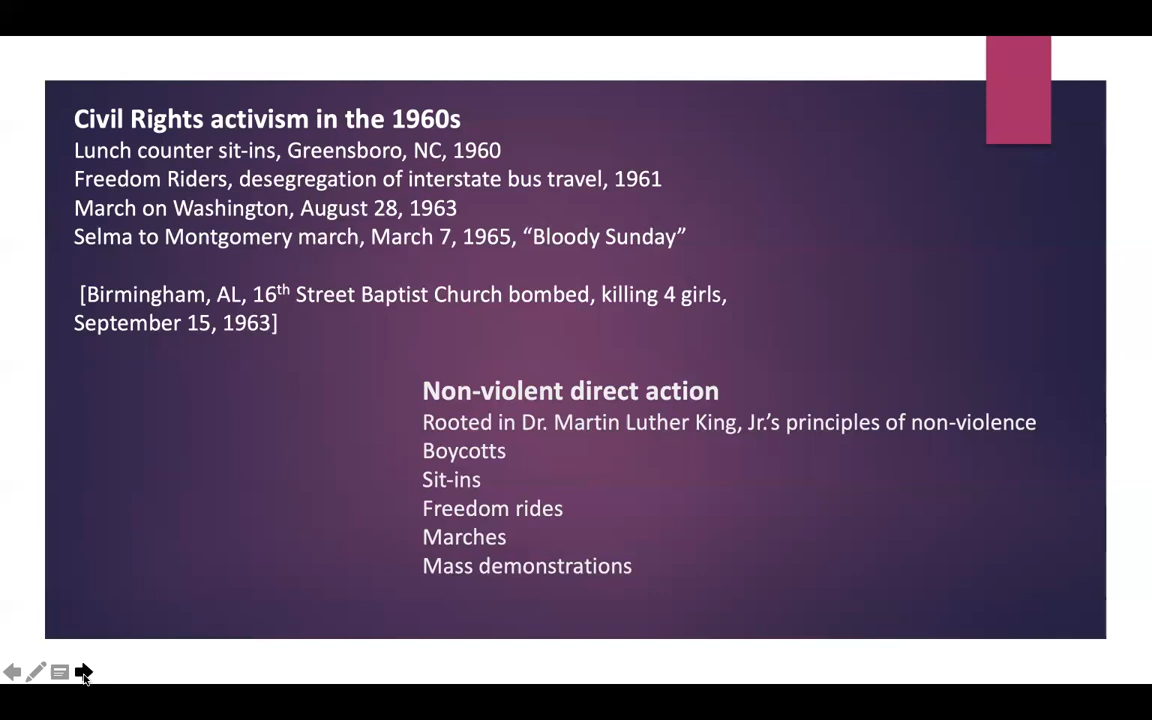 Civil Rights activism in the 1960s
Lunch counter sit-ins, Greensboro, NC, 1960
Freedom Riders, desegregation of interstate bus travel, 1961
March on Washington, August 28, 1963
Selma to Montgomery march, March 7, 1965, “Bloody Sunday”
[Birmingham, AL, 16th Street Baptist Church bombed, killing 4 girls,
September 15, 1963]
Non-violent direct action
Rooted in Dr. Martin Luther King, Jr.’s principles of non-violence
Boycotts
Sit-ins
Freedom rides
Marches
Mass demonstrations